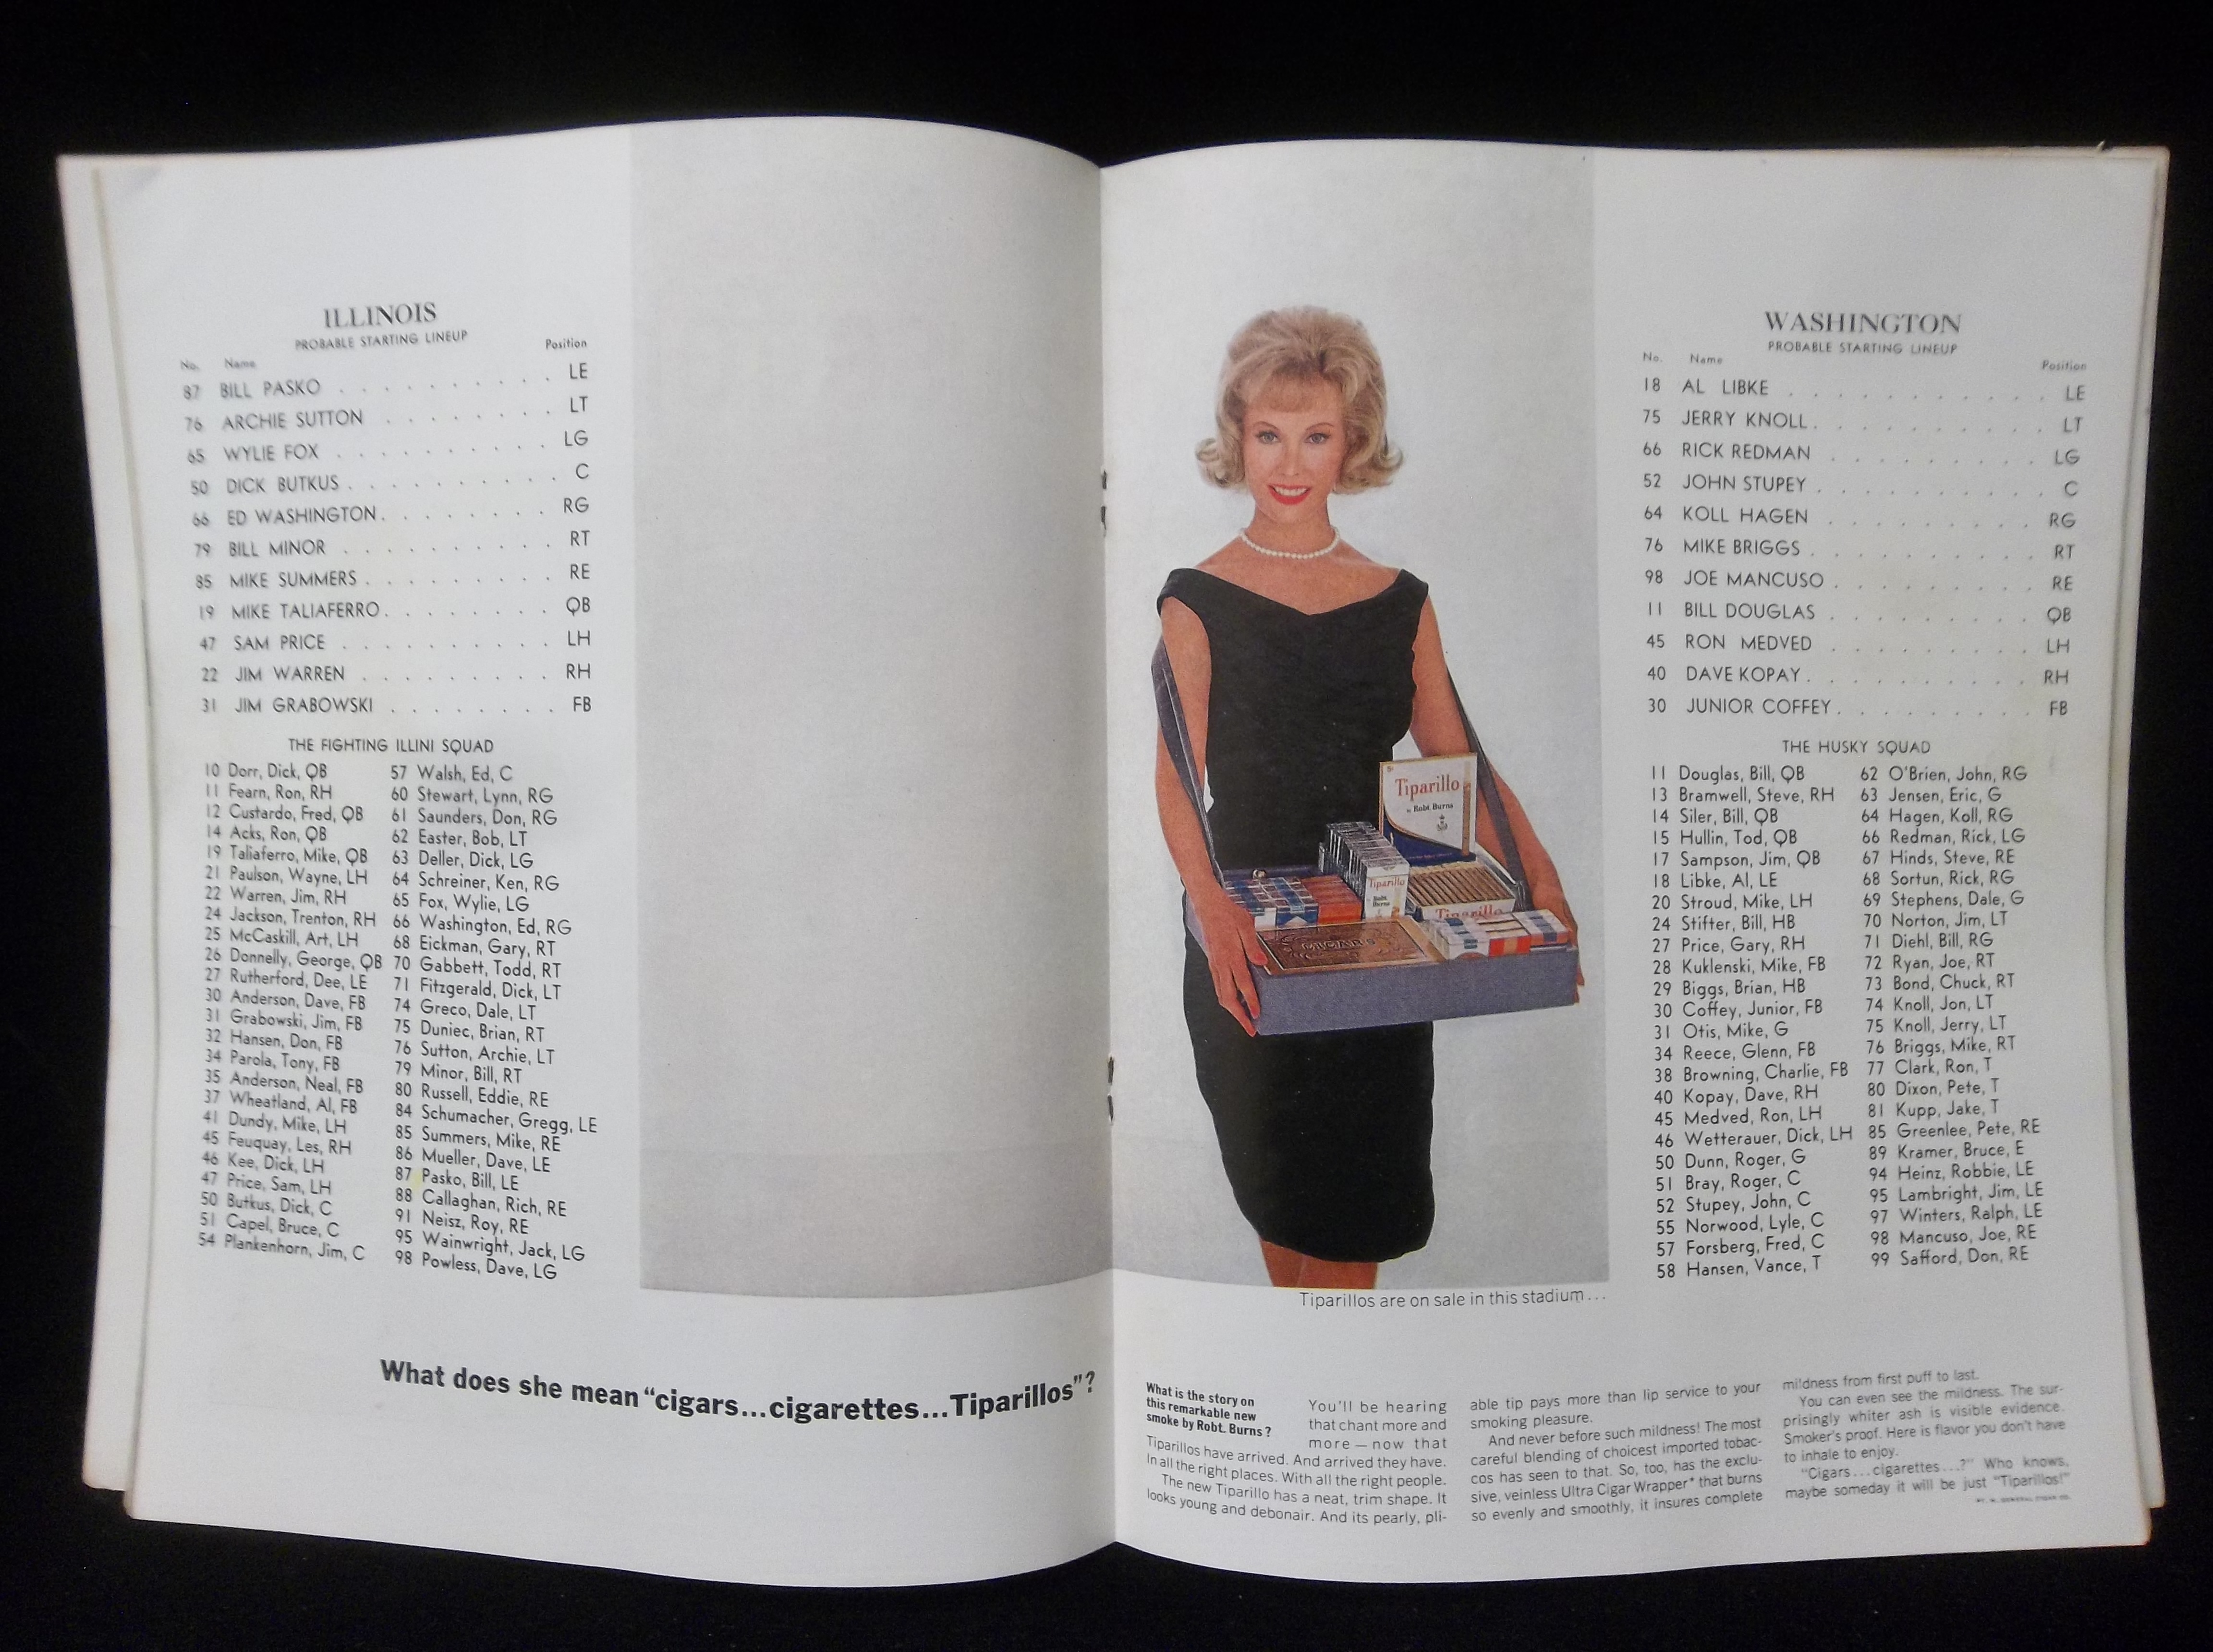 ILLINOIS
PROBABLE STARTING LINEUP
No. Name Position
87 BILL PASKO . . . . . . . . . . LE
76 ARCHIE SUTTON . . . . . . . . LT
65 WYLIE FOX . . . . . . . . . . LG
50 DICK BUTKUS . . . . . . . . . . C
66 ED WASHINGTON . . . . . . . . RG
79 BILL MINOR . . . . . . . . . . RT
85 MIKE SUMMERS . . . . . . . . . RE
19 MIKE TALIAFERRO . . . . . . . . QB
47 SAM PRICE . . . . . . . . . . LH
22 JIM WARREN . . . . . . . . . RH
31 JIM GRABOWSKI . . . . . . . . FB
THE FIGHTING ILLINI SQUAD
10 Dorr, Dick, QB
11 Fearn, Ron, RH
12 Custardo, Fred, QB
14 Acks, Ron, QB
19 Taliaferro, Mike, QB
21 Paulson, Wayne, LH
22 Warren, Jim, RH
24 Jackson, Trenton, RH
25 McCaskill, Art, LH
26 Donnelly, George, QB
27 Rutherford, Dee, LE
30 Anderson, Dave, FB
31 Grabowski, Jim, FB
32 Hansen, Don, FB
34 Parola, Tony, FB
35 Anderson, Neal, FB
37 Wheatland, Al, FB
41 Dundy, Mike, LH
45 Feuquay, Les, RH
46 Kee, Dick, LH
47 Price, Sam, LH
50 Butkus, Dick, C
51 Capel, Bruce, C
54 Plankenhorn, Jim, C
57 Walsh, Ed, C
60 Stewart, Lynn, RG
61 Saunders, Don, RG
62 Easter, Bob, LT
63 Deller, Dick, LG
64 Schreiner, Ken, RG
65 Fox, Wylie, LG
66 Washington, Ed, RG
68 Eickman, Gary, RT
70 Gabbett, Todd, RT
71 Fitzgerald, Dick, LT
74 Greco, Dale, LT
75 Duniec, Brian, RT
76 Sutton, Archie, LT
79 Minor, Bill, RT
80 Russell, Eddie, RE
84 Schumacher, Gregg, LE
85 Summers, Mike, RE
86 Mueller, Dave, LE
87 Pasko, Bill, LE
88 Callaghan, Rich, RE
91 Neisz, Roy, RE
95 Wainwright, Jack, LG
98 Powless, Dave, LG
What does she mean “cigars...cigarettes...Tiparillos”?
Tiparillo
by Robt. Burns
Tiparillo
Robt. Burns
Tiparillo
CIGARS
Tiparillos are on sale in this stadium...
WASHINGTON
PROBABLE STARTING LINEUP
No. Name Position
18 AL LIBKE . . . . . . . . . . . LE
75 JERRY KNOLL . . . . . . . . . . LT
66 RICK REDMAN . . . . . . . . . LG
52 JOHN STUPEY . . . . . . . . . . C
64 KOLL HAGEN . . . . . . . . . RG
76 MIKE BRIGGS . . . . . . . . . . RT
98 JOE MANCUSO . . . . . . . . . RE
11 BILL DOUGLAS . . . . . . . . . QB
45 RON MEDVED . . . . . . . . . LH
40 DAVE KOPAY . . . . . . . . . . RH
30 JUNIOR COFFEY . . . . . . . . . FB
THE HUSKY SQUAD
11 Douglas, Bill, QB
13 Bramwell, Steve, RH
14 Siler, Bill, QB
15 Hullin, Tod, QB
17 Sampson, Jim, QB
18 Libke, Al, LE
20 Stroud, Mike, LH
24 Stifter, Bill, HB
27 Price, Gary, RH
28 Kuklenski, Mike, FB
29 Biggs, Brian, HB
30 Coffey, Junior, FB
31 Otis, Mike, G
34 Reece, Glenn, FB
38 Browning, Charlie, FB
40 Kopay, Dave, RH
45 Medved, Ron, LH
46 Wetterauer, Dick, LH
50 Dunn, Roger, G
51 Bray, Roger, C
52 Stupey, John, C
55 Norwood, Lyle, C
57 Forsberg, Fred, C
58 Hansen, Vance, T
62 O'Brien, John, RG
63 Jensen, Eric, G
64 Hagen, Koll, RG
66 Redman, Rick, LG
67 Hinds, Steve, RE
68 Sortun, Rick, RG
69 Stephens, Dale, G
70 Norton, Jim, LT
71 Diehl, Bill, RG
72 Ryan, Joe, RT
73 Bond, Chuck, RT
74 Knoll, Jon, LT
75 Knoll, Jerry, LT
76 Briggs, Mike, RT
77 Clark, Ron, T
80 Dixon, Pete, T
81 Kupp, Jake, T
85 Greenlee, Pete, RE
89 Kramer, Bruce, E
94 Heinz, Robbie, LE
95 Lambright, Jim, LE
97 Winters, Ralph, LE
98 Mancuso, Joe, RE
99 Safford, Don, RE
What is the story on
this remarkable new
smoke by Robt. Burns?
You'll be hearing
that chant more and
more — now that
Tiparillos have arrived. And arrived they have.
In all the right places. With all the right people.
The new Tiparillo has a neat, trim shape. It
looks young and debonair. And its pearly, pli-
able tip pays more than lip service to your
smoking pleasure.
And never before such mildness! The most
careful blending of choicest imported tobac-
cos has seen to that. So, too, has the exclu-
sive, veinless Ultra Cigar Wrapper* that burns
so evenly and smoothly, it insures complete
mildness from first puff to last.
You can even see the mildness. The sur-
prisingly whiter ash is visible evidence.
Smoker's proof. Here is flavor you don't have
to inhale to enjoy.
“Cigars...cigarettes...?” Who knows,
maybe someday it will be just “Tiparillos!”
*T. M. GENERAL CIGAR CO.